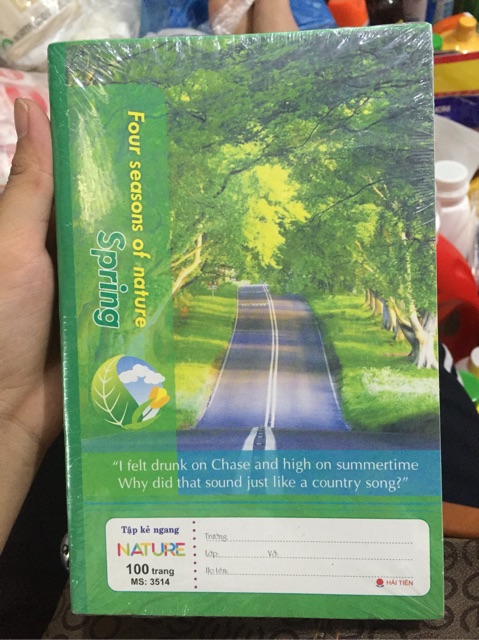 Four seasons of nature
Spring
"I felt drunk on Chase and high on summertime
Why did that sound just like a country song?"
Tập kẻ ngang
NATURE
100 trang
MS: 3514
Trường:
Lớp: Vở:
Họ tên:
HẢI TIẾN